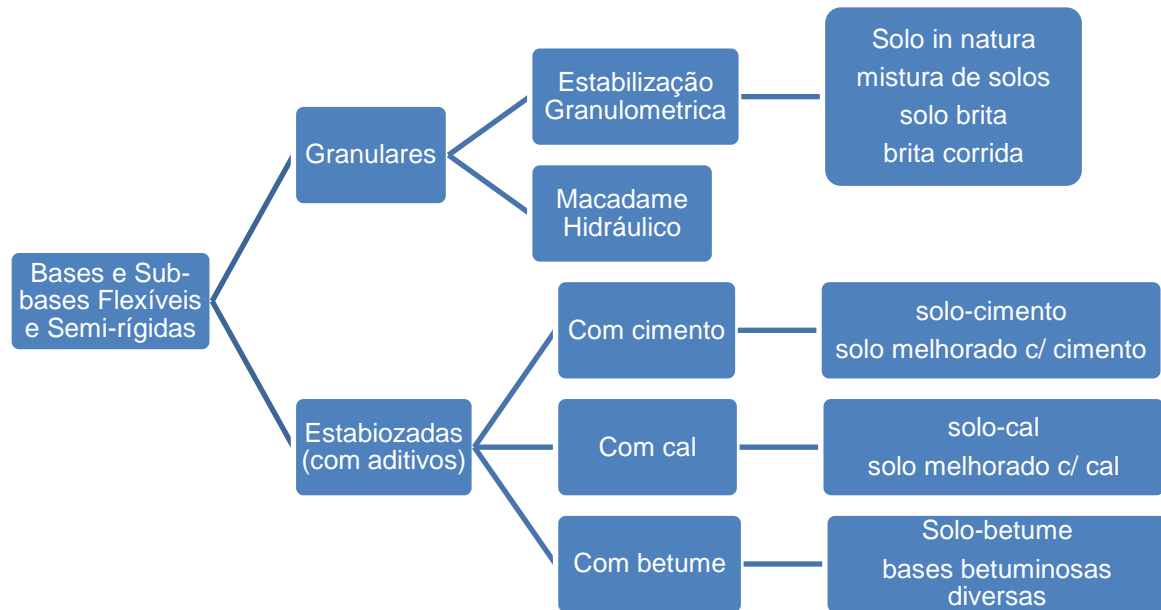 Bases e Sub-
bases Flexíveis
e Semi-rígidas
Granulares
Estabilização
Granulometrica
Solo in natura
mistura de solos
solo brita
brita corrida
Macadame
Hidráulico
Estabiozadas
(com aditivos)
Com cimento
solo-cimento
solo melhorado c/ cimento
Com cal
solo-cal
solo melhorado c/ cal
Com betume
Solo-betume
bases betuminosas
diversas